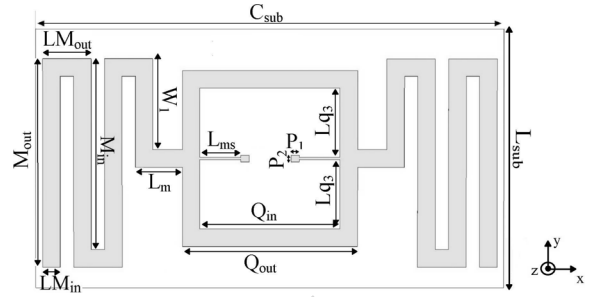 C_sub
LM_out
W_1
M_out
M_in
L_ms
P_1
P_2
Lq_3
Lq_3
L_sub
L_m
Q_in
Q_out
LM_in
y
z
x